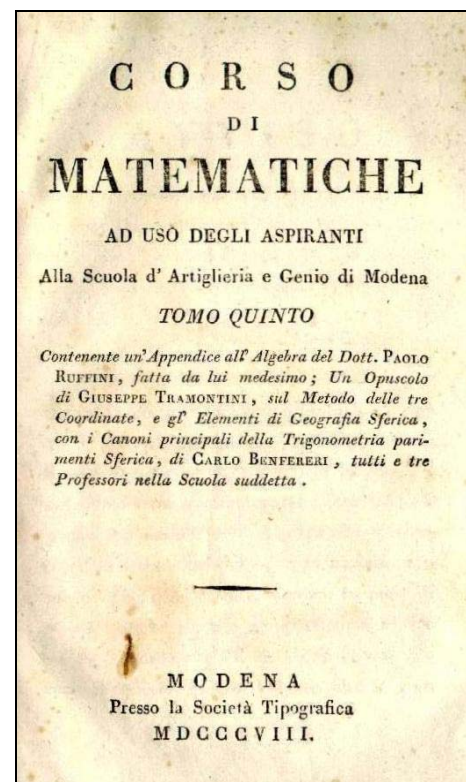 CORSO
DI
MATEMATICHE
AD USO DEGLI ASPIRANTI
Alla Scuola d' Artiglieria e Genio di Modena
TOMO QUINTO
Contenente un' Appendice all' Algebra del Dott. PAOLO
RUFFINI, fatta da lui medesimo; Un Opuscolo
di GIUSEPPE TRAMONTINI, sul Metodo delle tre
Coordinate, e gl' Elementi di Geografia Sferica,
con i Canoni principali della Trigonometria pari-
menti Sferica, di CARLO BENFERERI, tutti e tre
Professori nella Scuola suddetta.
MODENA
Presso la Società Tipografica
MDCCCVIII.